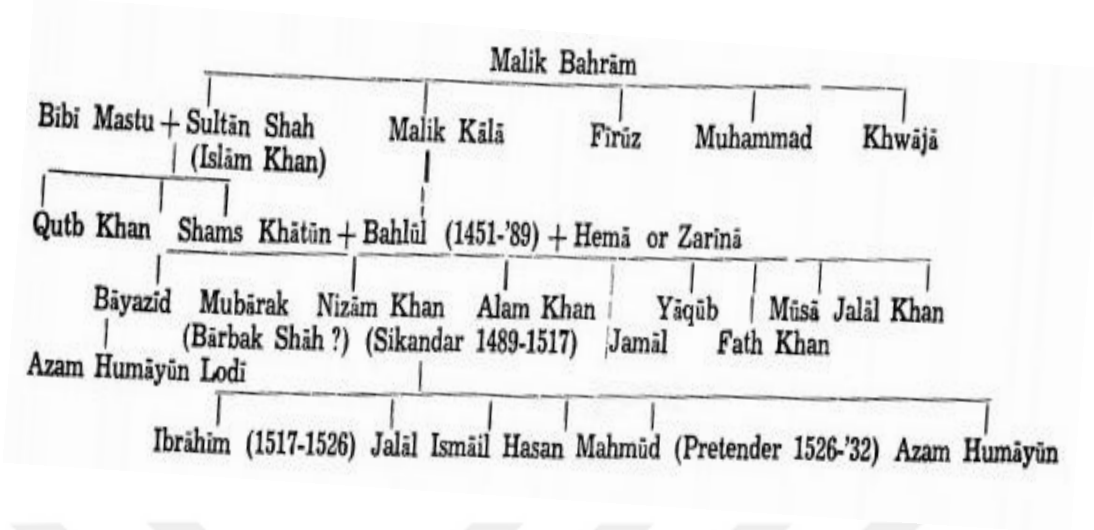 Malik Bahrām
Bibi Mastu + Sultān Shah Malik Kālā Firūz Muhammad Khwājā
(Islām Khan)
Qutb Khan Shams Khātūn + Bahlūl (1451-'89) + Hemā or Zarīnā
Bāyazīd Mubārak Nizām Khan Alam Khan Yāqūb Mūsā Jalāl Khan
(Bārbak Shāh ?) (Sikandar 1489-1517) Jamāl Fath Khan
Azam Humāyūn Lodī
Ibrāhīm (1517-1526) Jalāl Ismāil Hasan Mahmūd (Pretender 1526-'32) Azam Humāyūn